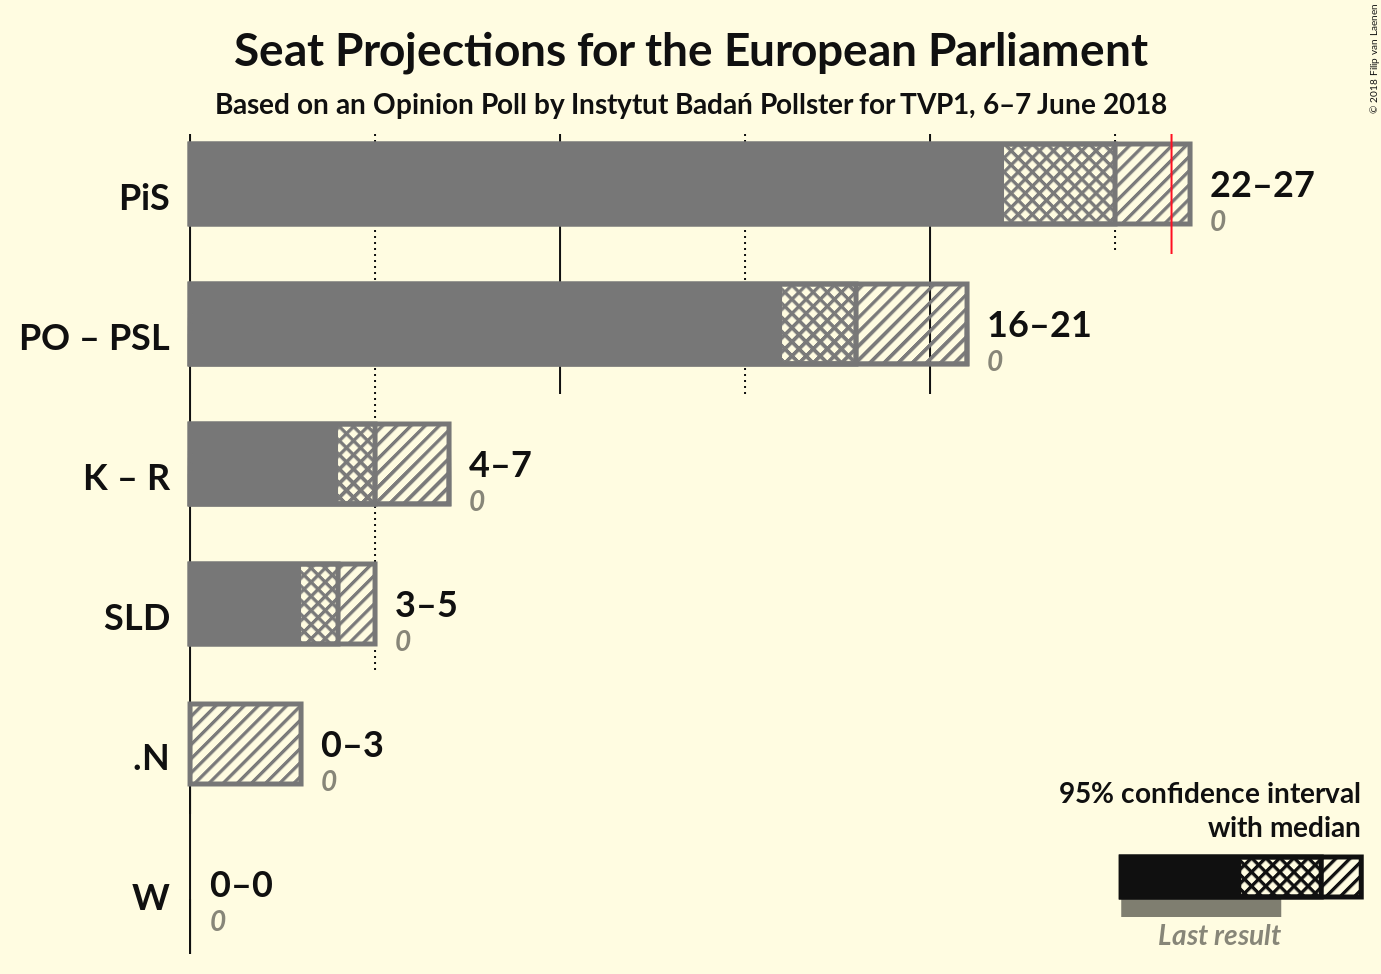 Seat Projections for the European Parliament
Based on an Opinion Poll by Instytut Badań Pollster for TVP1, 6–7 June 2018
© 2018 Filip van Laenen
PiS
22–27
0
PO – PSL
16–21
0
K – R
4–7
0
SLD
3–5
0
.N
0–3
0
W
0–0
0
95% confidence interval
with median
Last result